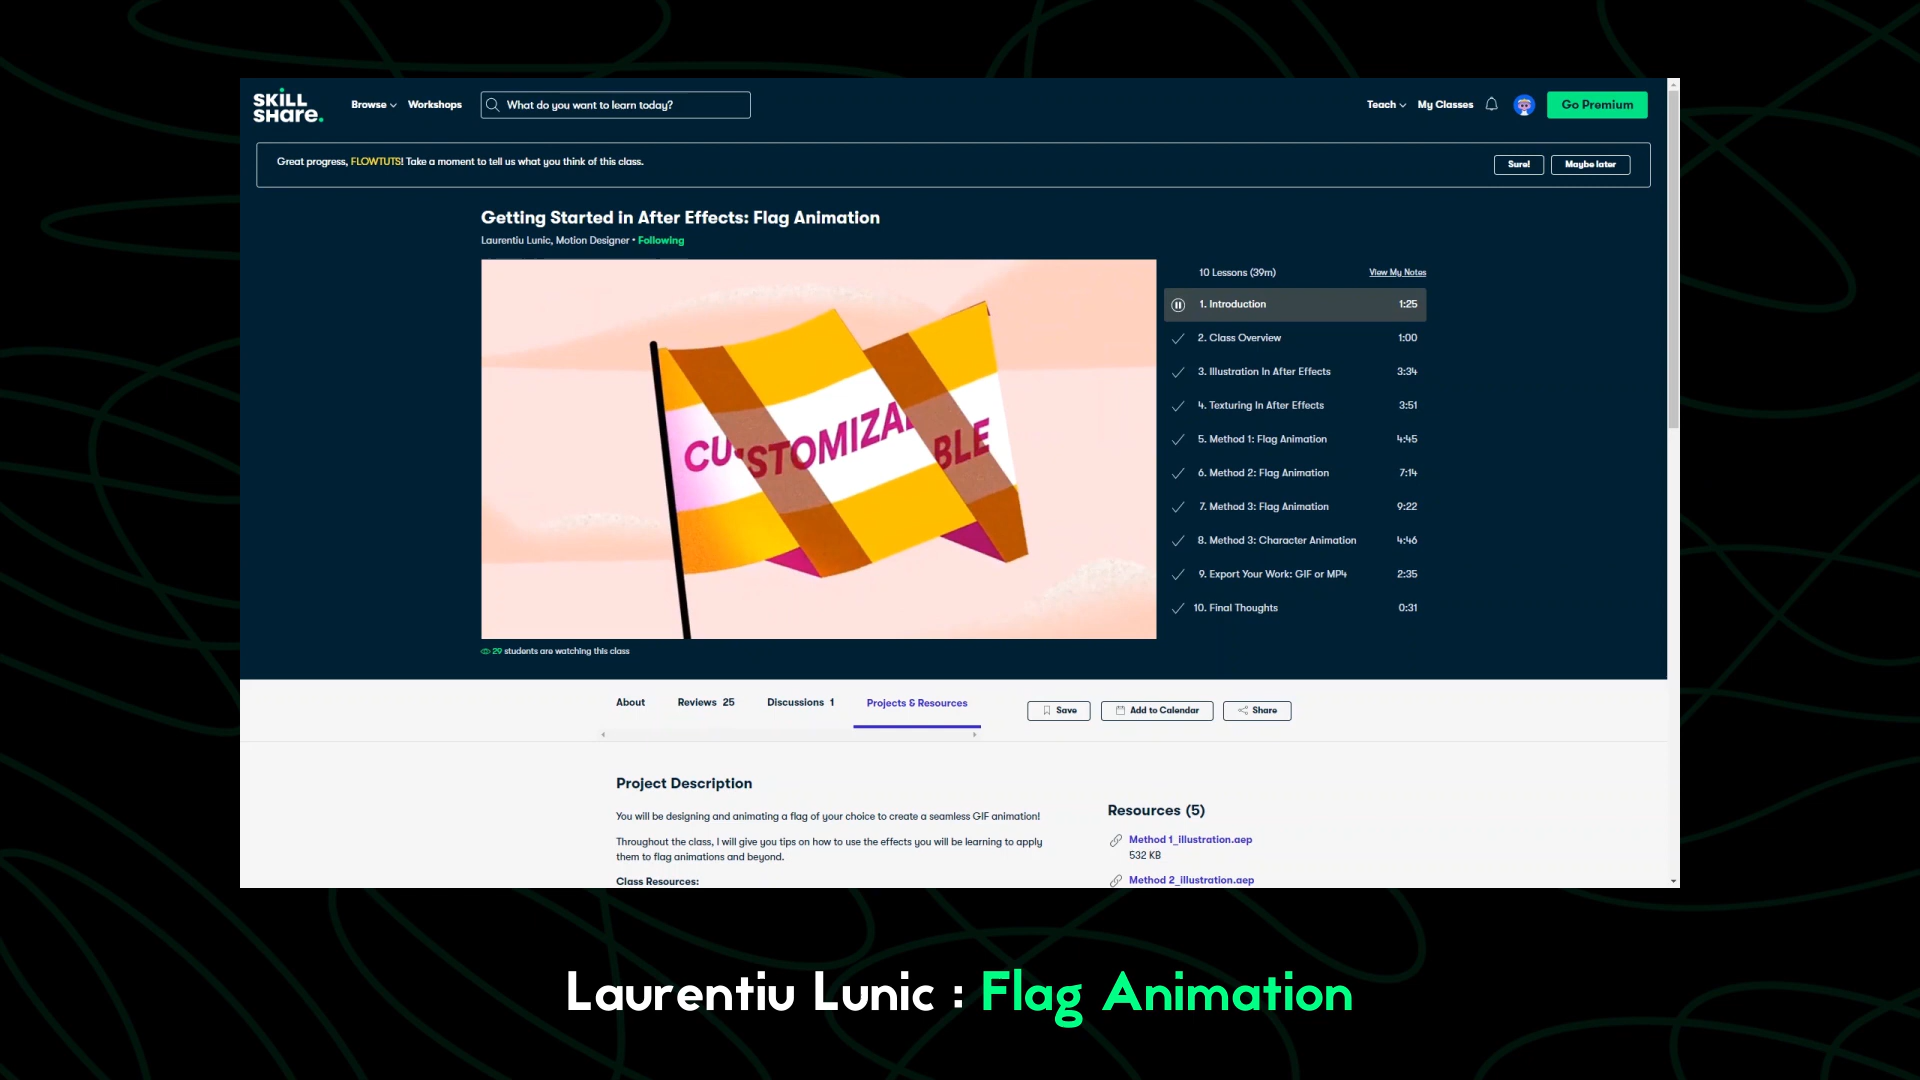 SKILL
SHare.
Browse
Workshops
What do you want to learn today?
Teach
My Classes
Go Premium
Great progress, FLOWTUTS! Take a moment to tell us what you think of this class.
Sure!
Maybe later
Getting Started in After Effects: Flag Animation
Laurentiu Lunic, Motion Designer • Following
CUSTOMIZABLE
10 Lessons (39m)
View My Notes
1. Introduction 1:25
2. Class Overview 1:00
3. Illustration In After Effects 3:34
4. Texturing In After Effects 3:51
5. Method 1: Flag Animation 4:45
6. Method 2: Flag Animation 7:14
7. Method 3: Flag Animation 9:22
8. Method 3: Character Animation 4:46
9. Export Your Work: GIF or MP4 2:35
10. Final Thoughts 0:31
29 students are watching this class
About
Reviews 25
Discussions 1
Projects & Resources
Save
Add to Calendar
Share
Project Description
You will be designing and animating a flag of your choice to create a seamless GIF animation!
Throughout the class, I will give you tips on how to use the effects you will be learning to apply
them to flag animations and beyond.
Class Resources:
Resources (5)
Method 1_illustration.aep
532 KB
Method 2_illustration.aep
Laurentiu Lunic : Flag Animation